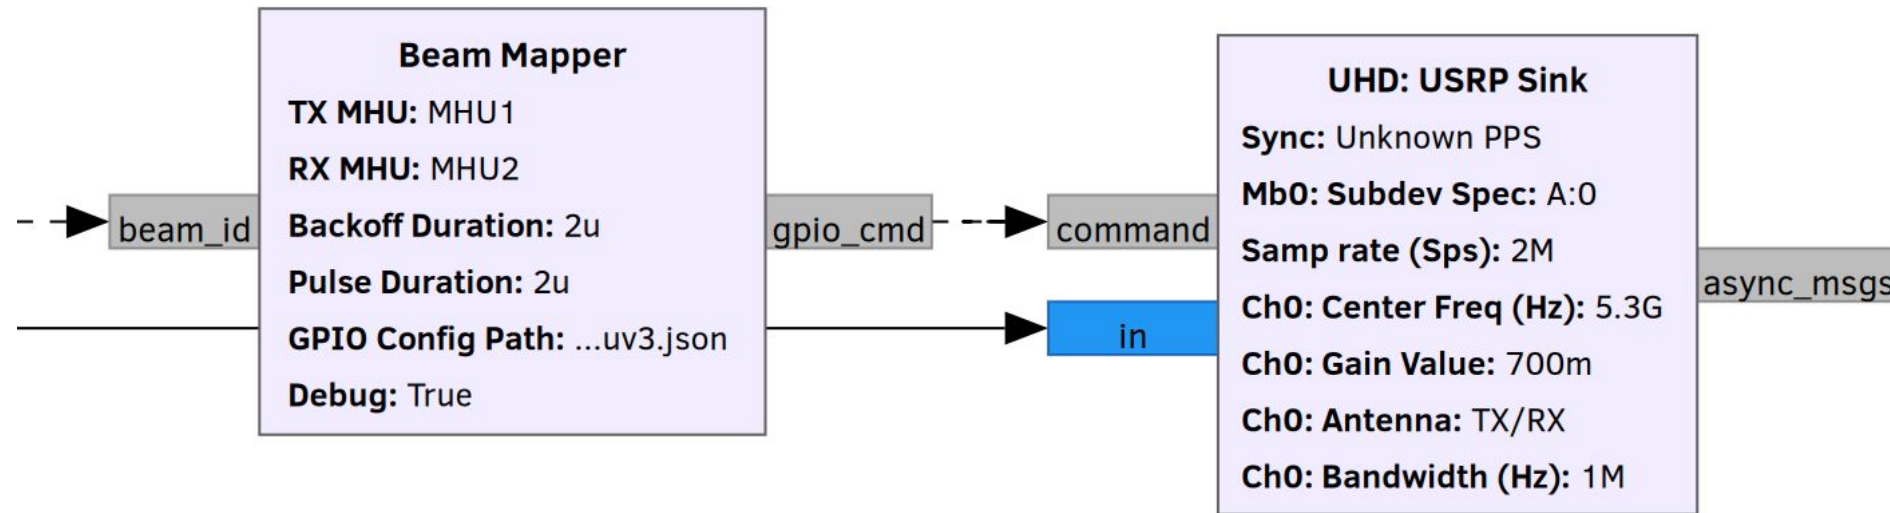 Beam Mapper
TX MHU: MHU1
RX MHU: MHU2
beam_id
Backoff Duration: 2u
gpio_cmd
Pulse Duration: 2u
GPIO Config Path: ...uv3.json
Debug: True
UHD: USRP Sink
Sync: Unknown PPS
Mb0: Subdev Spec: A:0
command
Samp rate (Sps): 2M
async_msgs
Ch0: Center Freq (Hz): 5.3G
in
Ch0: Gain Value: 700m
Ch0: Antenna: TX/RX
Ch0: Bandwidth (Hz): 1M